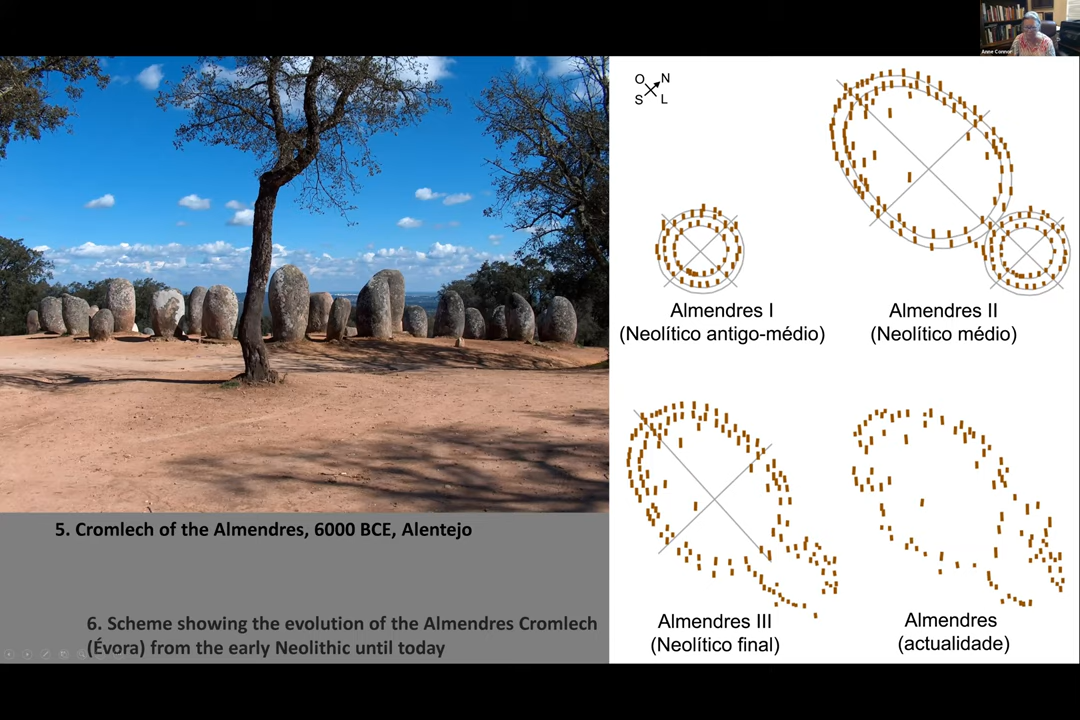 Anne Connor
O N
S L
Almendres I
(Neolítico antigo-médio)
Almendres II
(Neolítico médio)
Almendres III
(Neolítico final)
Almendres
(actualidade)
5. Cromlech of the Almendres, 6000 BCE, Alentejo
6. Scheme showing the evolution of the Almendres Cromlech
(Évora) from the early Neolithic until today